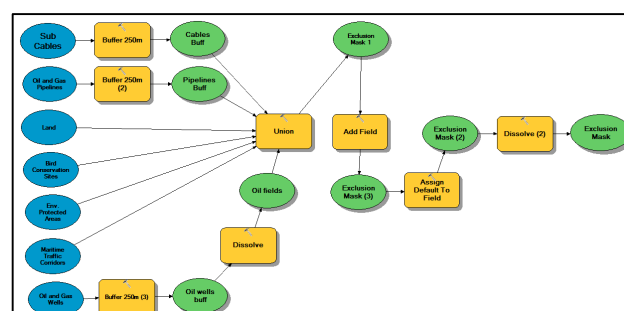 Sub
Cables
Buffer 250m
Cables
Buff
Exclusion
Mask 1
Oil and Gas
Pipelines
Buffer 250m
(2)
Pipelines
Buff
Land
Union
Add Field
Exclusion
Mask (2)
Dissolve (2)
Exclusion
Mask
Bird
Conservation
Sites
Env.
Protected
Areas
Oil fields
Exclusion
Mask (3)
Assign
Default To
Field
Maritime
Traffic
Corridors
Dissolve
Oil and Gas
Wells
Buffer 250m (3)
Oil wells
buff